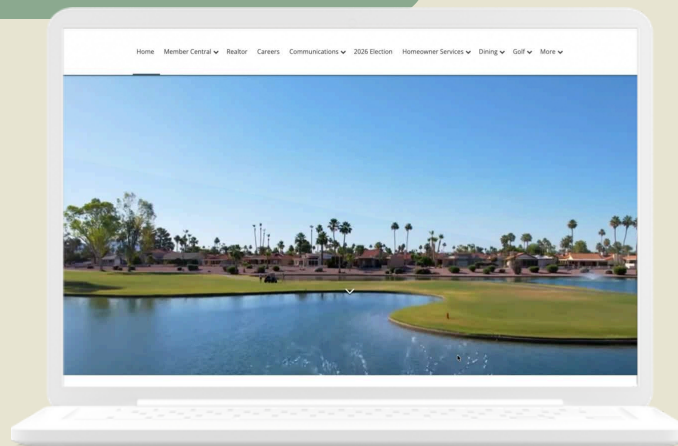 Home Member Central Realtor Careers Communications 2026 Election Homeowner Services Dining Golf More